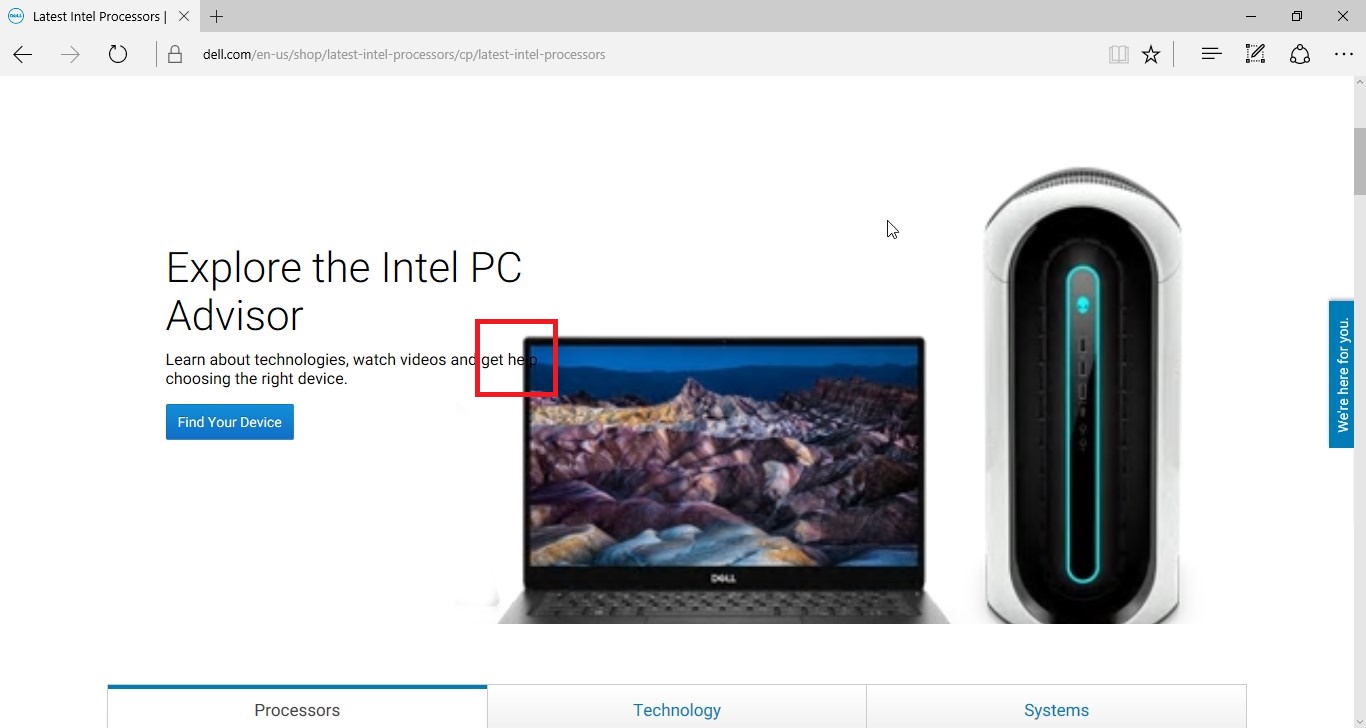 Latest Intel Processors |
dell.com/en-us/shop/latest-intel-processors/cp/latest-intel-processors
Explore the Intel PC
Advisor
Learn about technologies, watch videos and get help
choosing the right device.
Find Your Device
We're here for you.
DELL
Processors
Technology
Systems